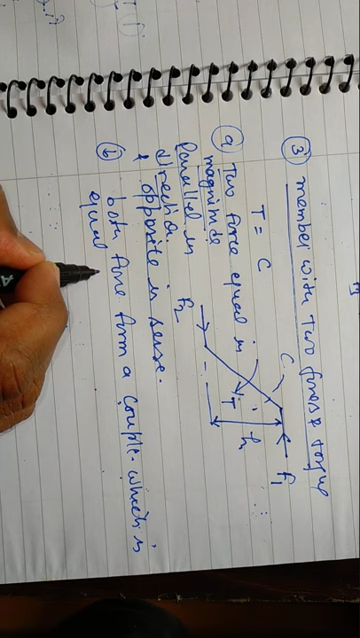 ③ member with Two forces & torque
T = C
C
F₁
T
h
F₂
ⓐ Two force equal in
magnitude
Parallel in
direction
& opposite in sense.
ⓑ both force form a couple. which is
equal